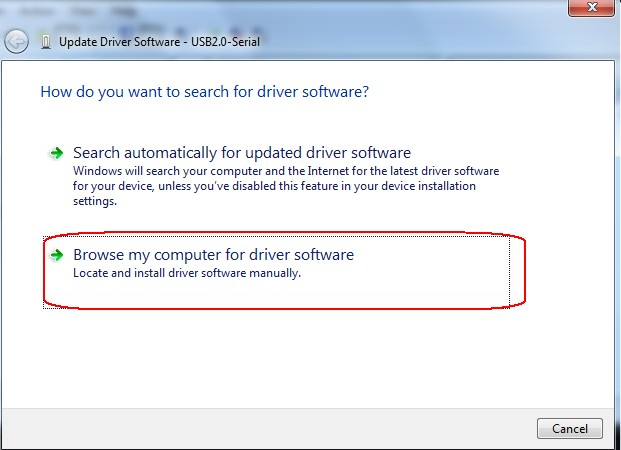 Update Driver Software - USB2.0-Serial
How do you want to search for driver software?
Search automatically for updated driver software
Windows will search your computer and the Internet for the latest driver software
for your device, unless you've disabled this feature in your device installation
settings.
Browse my computer for driver software
Locate and install driver software manually.
Cancel